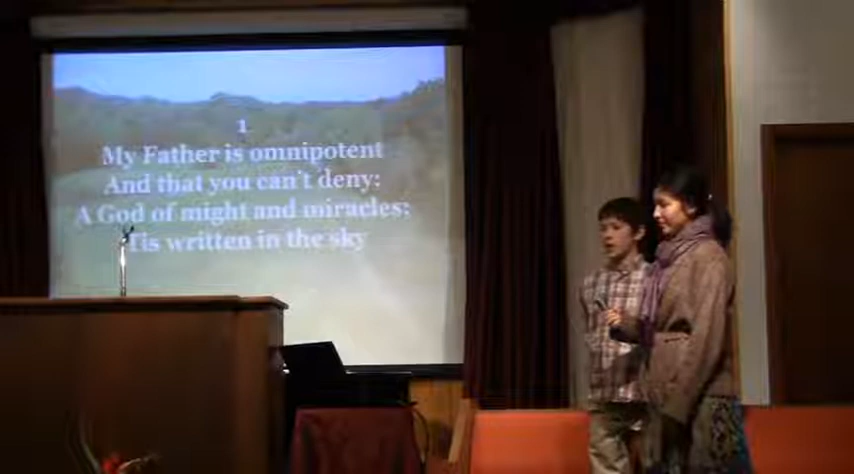 1
My Father is omnipotent
And that you can't deny;
A God of might and miracles;
'Tis written in the sky